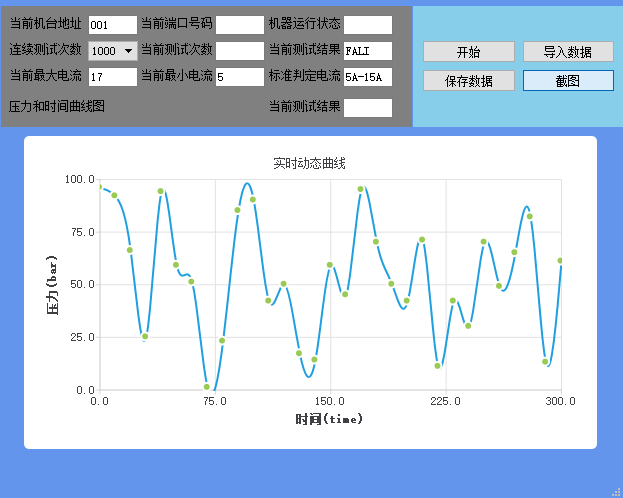 当前机台地址 001 当前端口号码 机器运行状态
连续测试次数 1000 当前测试次数 当前测试结果 FALI
当前最大电流 17 当前最小电流 5 标准判定电流 5A-15A
压力和时间曲线图 当前测试结果
开始 导入数据
保存数据 截图
实时动态曲线
100.0
75.0
50.0
25.0
0.0
压力(bar)
0.0 75.0 150.0 225.0 300.0
时间(time)